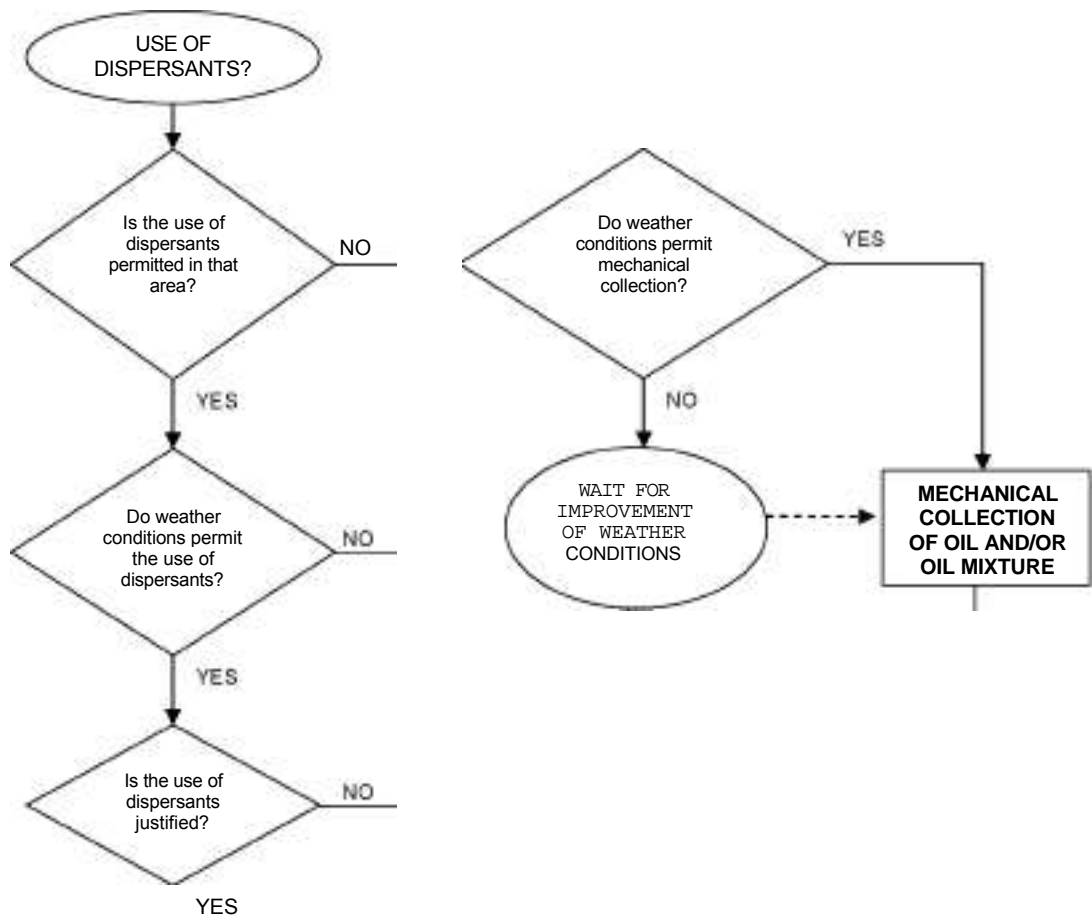 USE OF
DISPERSANTS?
Is the use of
dispersants
permitted in that
area?
NO
YES
Do weather
conditions permit
the use of
dispersants?
NO
YES
Is the use of
dispersants
justified?
NO
YES
Do weather
conditions permit
mechanical
collection?
YES
NO
WAIT FOR
IMPROVEMENT
OF WEATHER
CONDITIONS
MECHANICAL
COLLECTION
OF OIL AND/OR
OIL MIXTURE